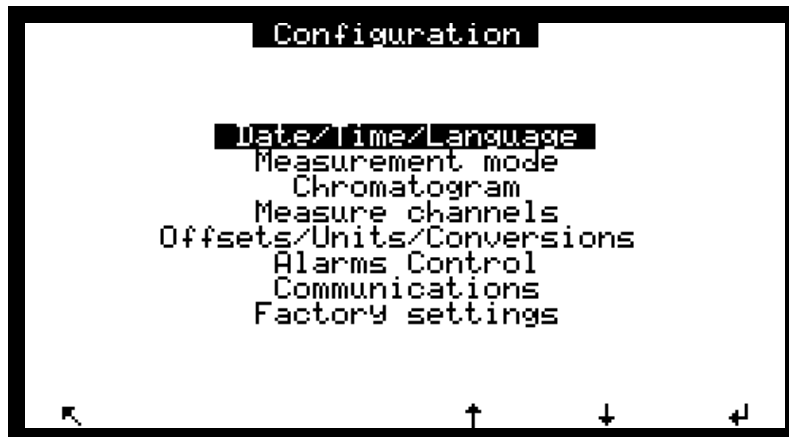 Configuration
Date/Time/Language
Measurement mode
Chromatogram
Measure channels
Offsets/Units/Conversions
Alarms Control
Communications
Factory settings